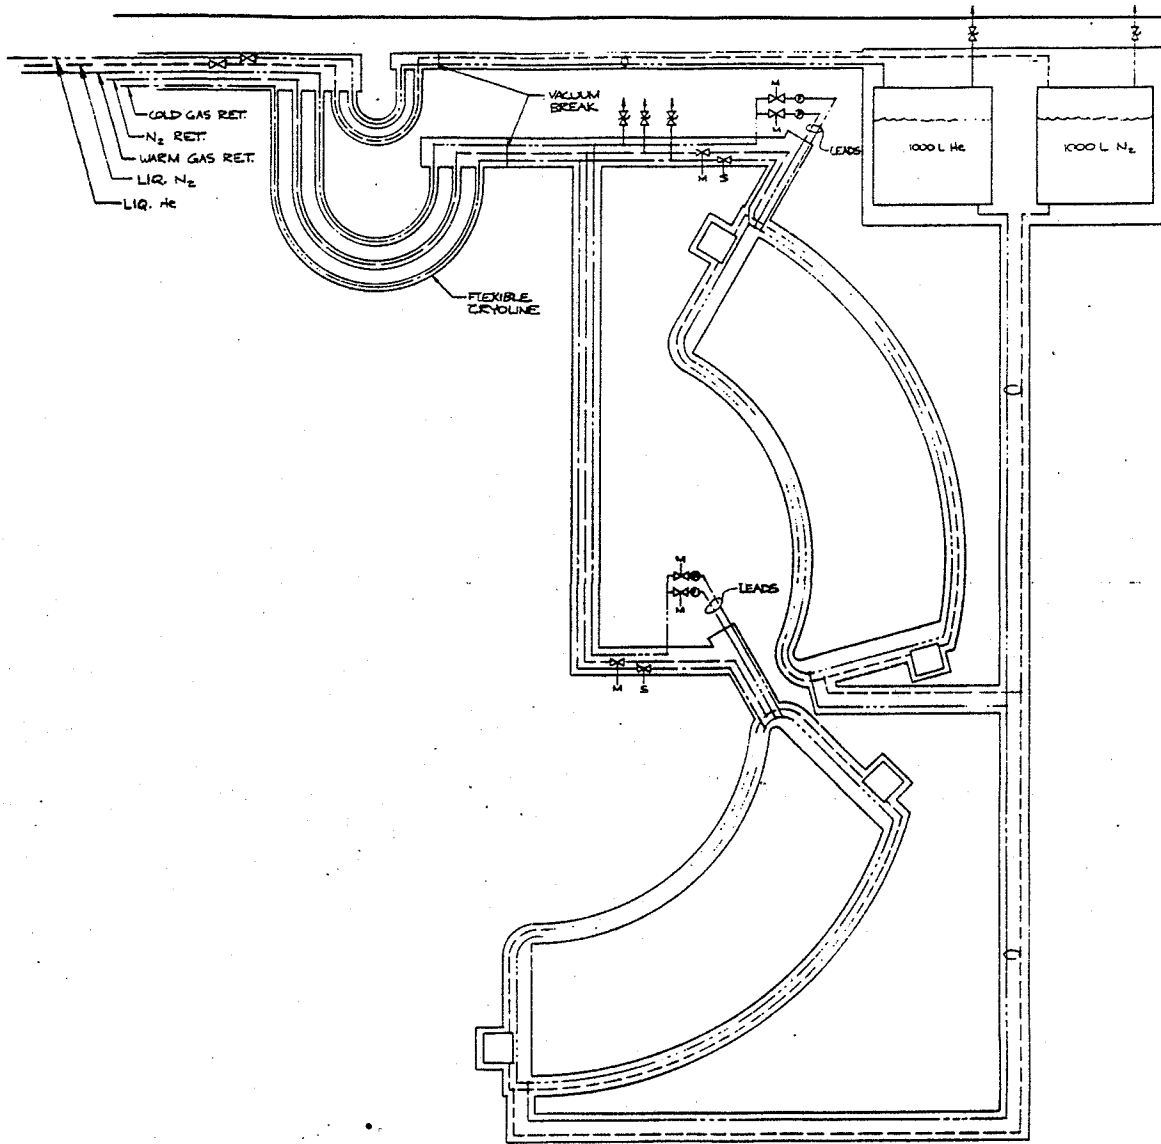 COLD GAS RET.
N₂ RET.
WARM GAS RET.
LIQ. N₂
LIQ. He
VACUUM
BREAK
FLEXIBLE
CRYOLINE
M
M
LEADS
M
S
1000 L He
1000 L N₂
M
M
LEADS
M
S